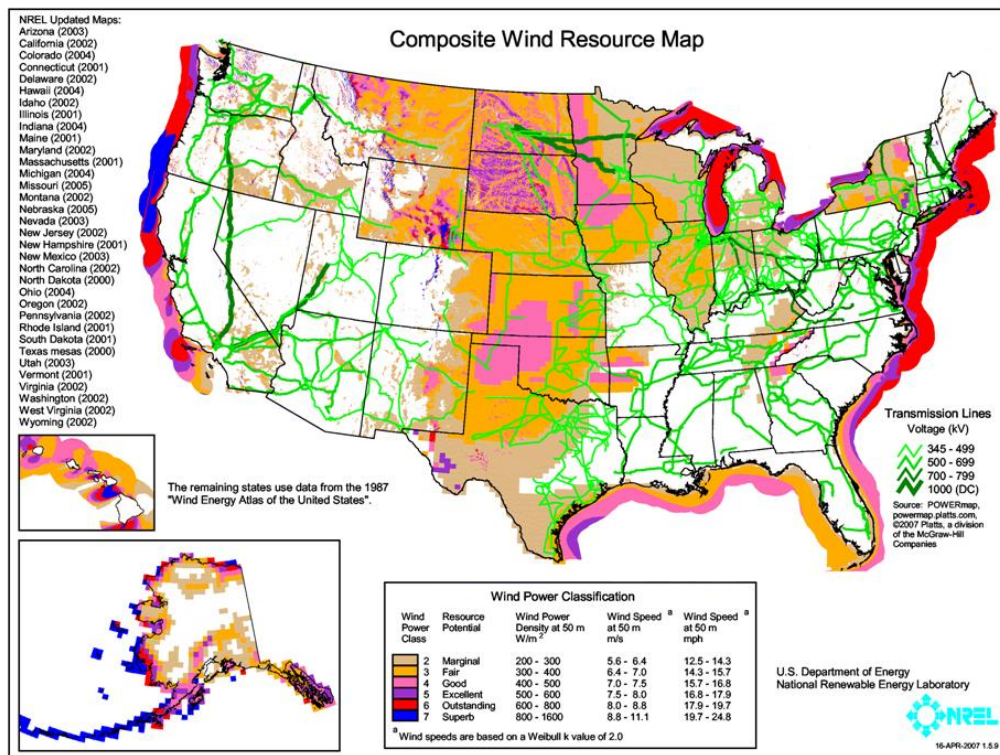 NREL Updated Maps:
Arizona (2003)
California (2002)
Colorado (2004)
Connecticut (2001)
Delaware (2002)
Hawaii (2004)
Idaho (2002)
Illinois (2001)
Indiana (2004)
Maine (2001)
Maryland (2002)
Massachusetts (2001)
Michigan (2004)
Missouri (2005)
Montana (2002)
Nebraska (2005)
Nevada (2003)
New Jersey (2002)
New Hampshire (2001)
New Mexico (2003)
North Carolina (2002)
North Dakota (2000)
Ohio (2004)
Oregon (2002)
Pennsylvania (2002)
Rhode Island (2001)
South Dakota (2001)
Texas mesas (2000)
Utah (2003)
Vermont (2001)
Virginia (2002)
Washington (2002)
West Virginia (2002)
Wyoming (2002)
Composite Wind Resource Map
Transmission Lines
Voltage (kV)
345 - 499
500 - 699
700 - 799
1000 (DC)
Source: POWERmap,
powermap.platts.com,
©2007 Platts, a division
of the McGraw-Hill
Companies
The remaining states use data from the 1987
"Wind Energy Atlas of the United States".
Wind Power Classification
Wind Resource Wind Power Wind Speed a Wind Speed a
Power Potential Density at 50 m at 50 m at 50 m
Class W/m 2 m/s mph
2 Marginal 200 - 300 5.6 - 6.4 12.5 - 14.3
3 Fair 300 - 400 6.4 - 7.0 14.3 - 15.7
4 Good 400 - 500 7.0 - 7.5 15.7 - 16.8
5 Excellent 500 - 600 7.5 - 8.0 16.8 - 17.9
6 Outstanding 600 - 800 8.0 - 8.8 17.9 - 19.7
7 Superb 800 - 1600 8.8 - 11.1 19.7 - 24.8
a Wind speeds are based on a Weibull k value of 2.0
U.S. Department of Energy
National Renewable Energy Laboratory
NREL
16-APR-2007 1.5.9